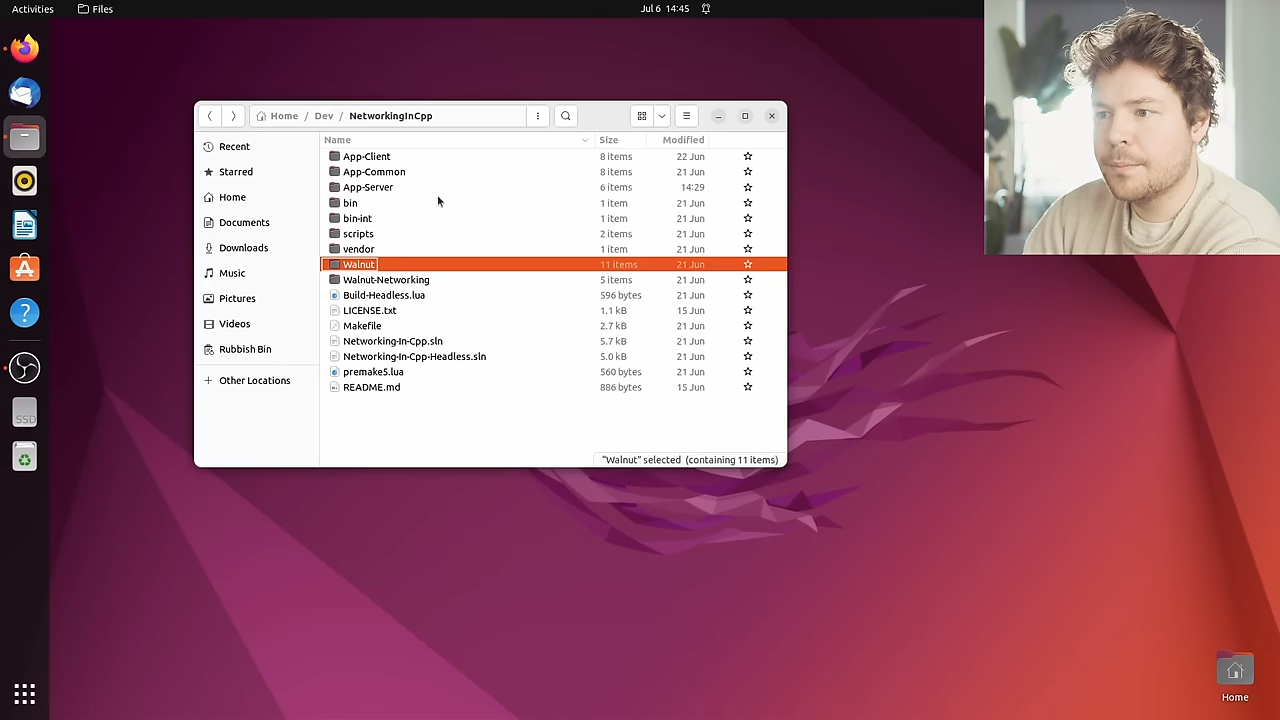 Activities Files Jul 6 14:45
Home / Dev / NetworkingInCpp
Name Size Modified
Recent
Starred
Home
Documents
Downloads
Music
Pictures
Videos
Rubbish Bin
Other Locations
App-Client 8 items 22 Jun
App-Common 8 items 21 Jun
App-Server 6 items 14:29
bin 1 item 21 Jun
bin-int 1 item 21 Jun
scripts 2 items 21 Jun
vendor 1 item 21 Jun
Walnut 11 items 21 Jun
Walnut-Networking 5 items 21 Jun
Build-Headless.lua 596 bytes 21 Jun
LICENSE.txt 1.1 kB 15 Jun
Makefile 2.7 kB 21 Jun
Networking-In-Cpp.sln 5.7 kB 21 Jun
Networking-In-Cpp-Headless.sln 5.0 kB 21 Jun
premake5.lua 560 bytes 21 Jun
README.md 886 bytes 15 Jun
"Walnut" selected (containing 11 items)
SSD
Home